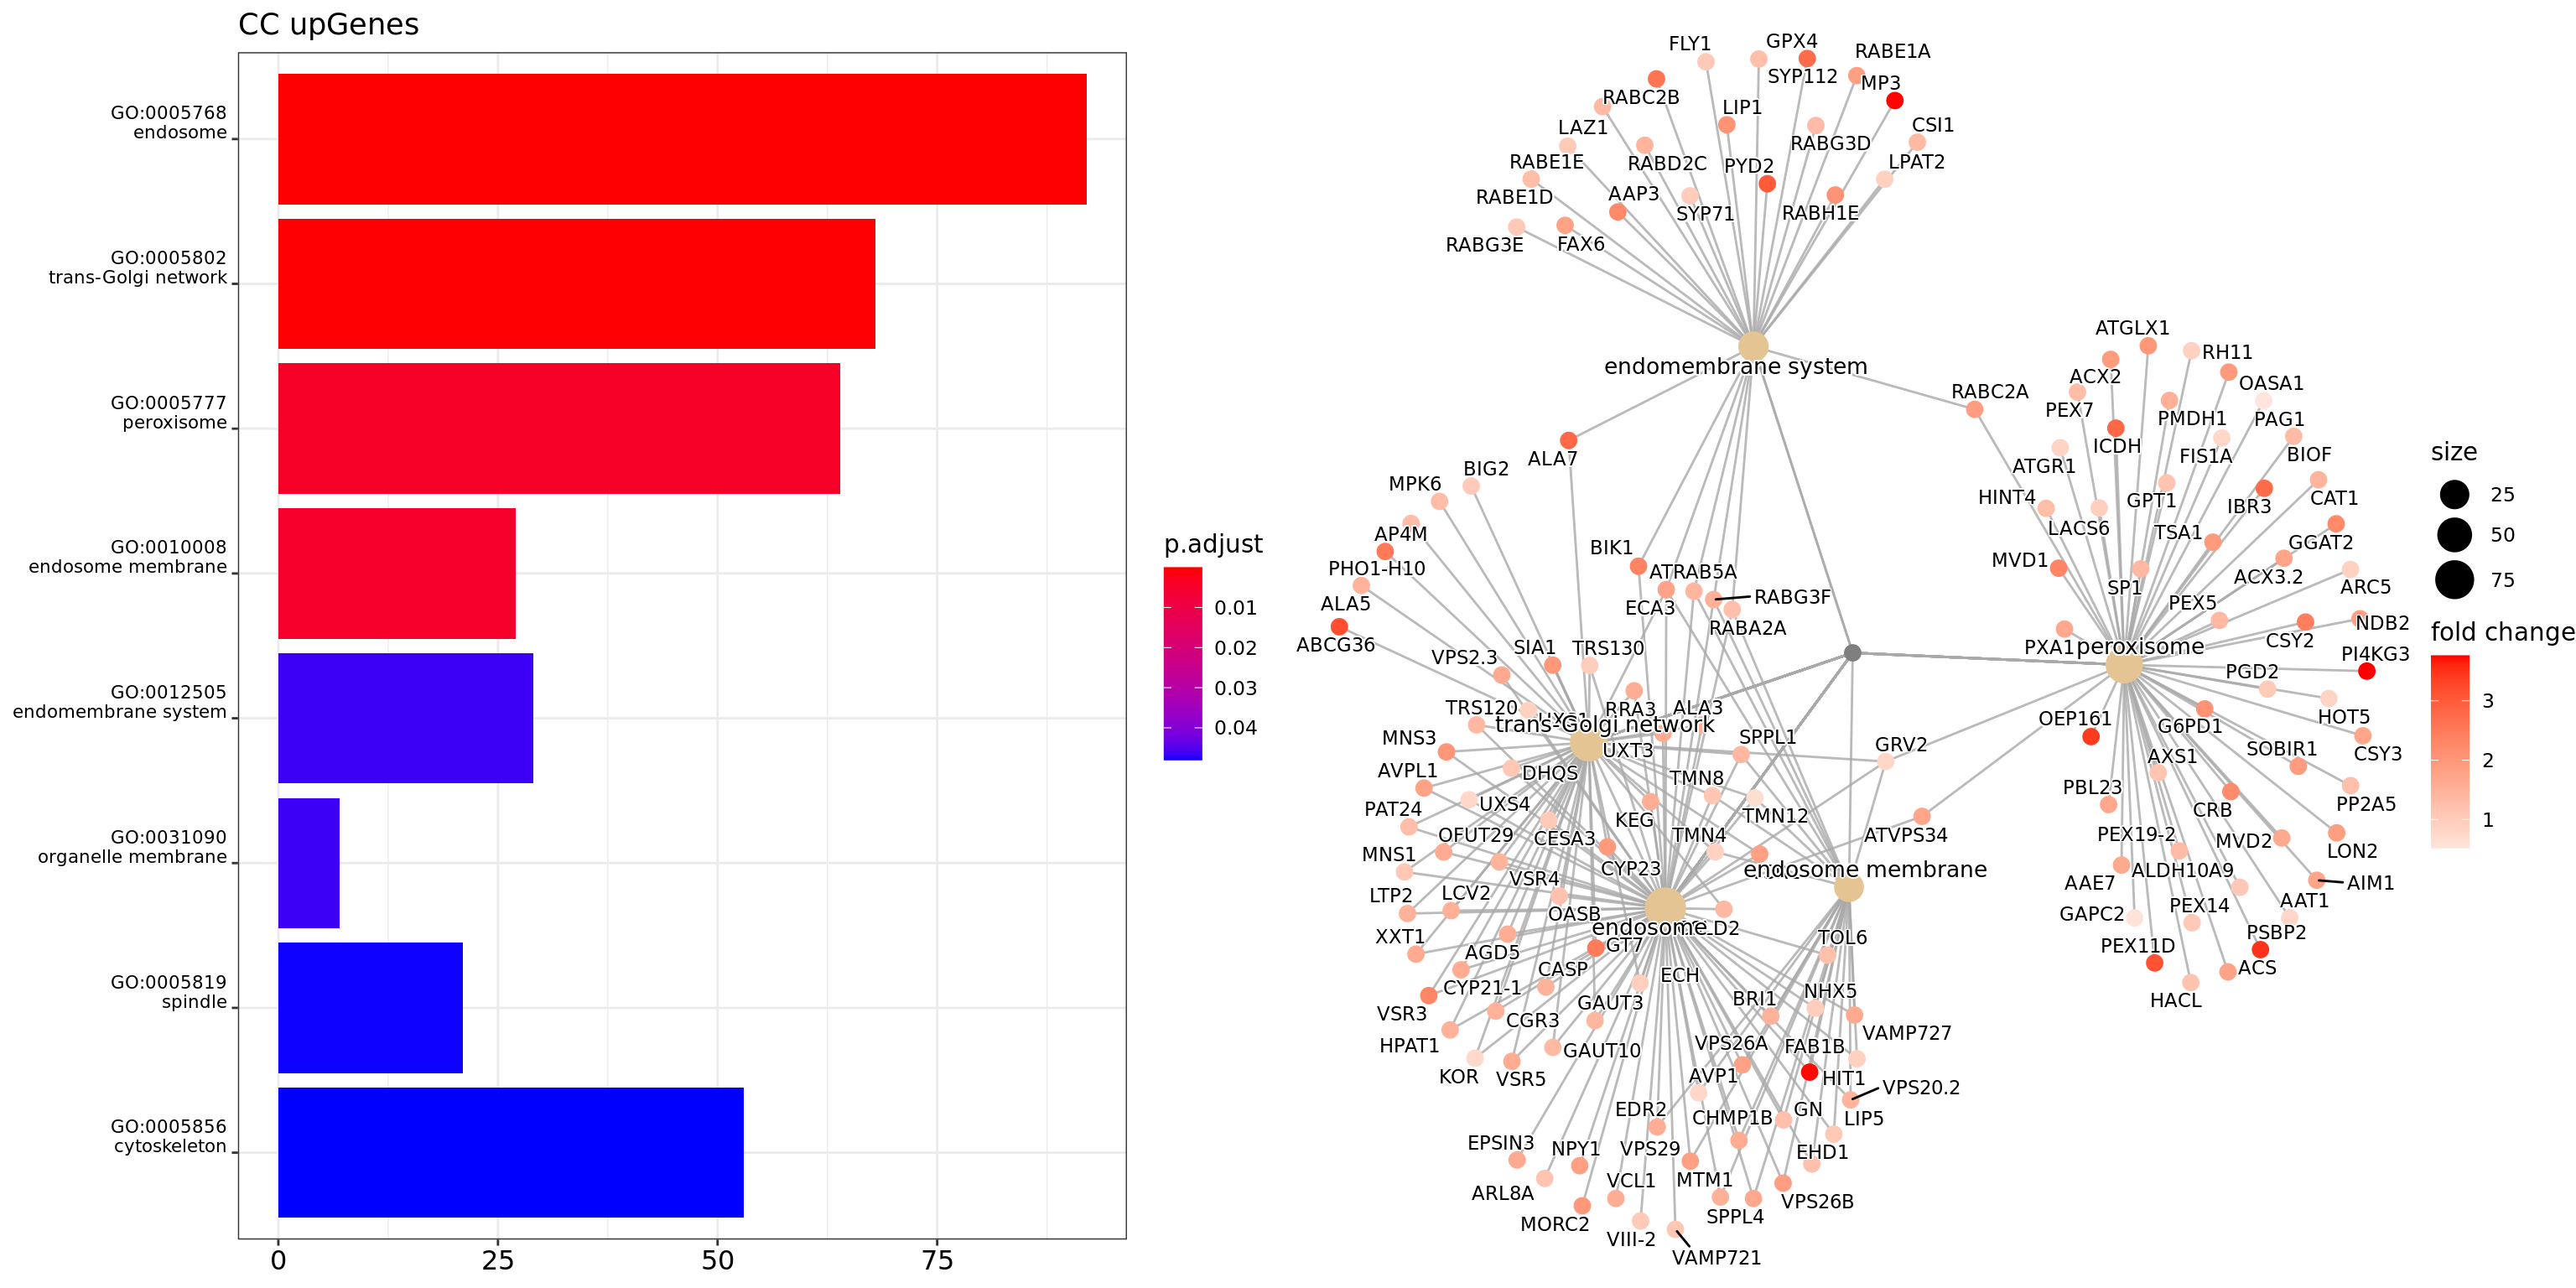 CC upGenes
GO:0005768
endosome
GO:0005802
trans-Golgi network
GO:0005777
peroxisome
GO:0010008
endosome membrane
GO:0012505
endomembrane system
GO:0031090
organelle membrane
GO:0005819
spindle
GO:0005856
cytoskeleton
0 25 50 75
p.adjust
0.01
0.02
0.03
0.04
FLY1
GPX4
RABE1A
SYP112
MP3
RABC2B
LIP1
LAZ1
CSI1
RABG3D
RABE1E
RABD2C
PYD2
LPAT2
RABE1D
AAP3
SYP71
RABH1E
RABG3E
FAX6
endomembrane system
RABC2A
ALA7
BIG2
MPK6
AP4M
PHO1-H10
ALA5
ABCG36
BIK1
ATRAB5A
ECA3
RABG3F
RABA2A
SIA1
TRS130
VPS2.3
TRS120
RRA3
ALA3
trans-Golgi network
UXT3
SPPL1
GRV2
MNS3
AVPL1
DHQS
TMN8
PAT24
UXS4
TMN12
OFUT29
CESA3
KEG
TMN4
ATVPS34
MNS1
VSR4
CYP23
endosome membrane
LTP2
LCV2
OASB
endosome
LD2
XXT1
GT7
TOL6
AGD5
CASP
ECH
CYP21-1
GAUT3
BRI1
NHX5
VSR3
CGR3
VAMP727
HPAT1
GAUT10
VPS26A
FAB1B
KOR
VSR5
AVP1
HIT1
VPS20.2
EDR2
CHMP1B
GN
LIP5
EPSIN3
NPY1
VPS29
EHD1
ARL8A
VCL1
MTM1
VPS26B
MORC2
SPPL4
VIII-2
VAMP721
ATGLX1
RH11
ACX2
OASA1
PEX7
PMDH1
PAG1
ICDH
FIS1A
BIOF
ATGR1
HINT4
GPT1
IBR3
CAT1
LACS6
TSA1
GGAT2
MVD1
SP1
ACX3.2
ARC5
PEX5
NDB2
PXA1
peroxisome
CSY2
PI4KG3
PGD2
OEP161
G6PD1
HOT5
AXS1
SOBIR1
CSY3
PBL23
CRB
PP2A5
PEX19-2
MVD2
LON2
AAE7
ALDH10A9
AIM1
GAPC2
PEX14
AAT1
PEX11D
PSBP2
ACS
HACL
size
25
50
75
fold change
3
2
1